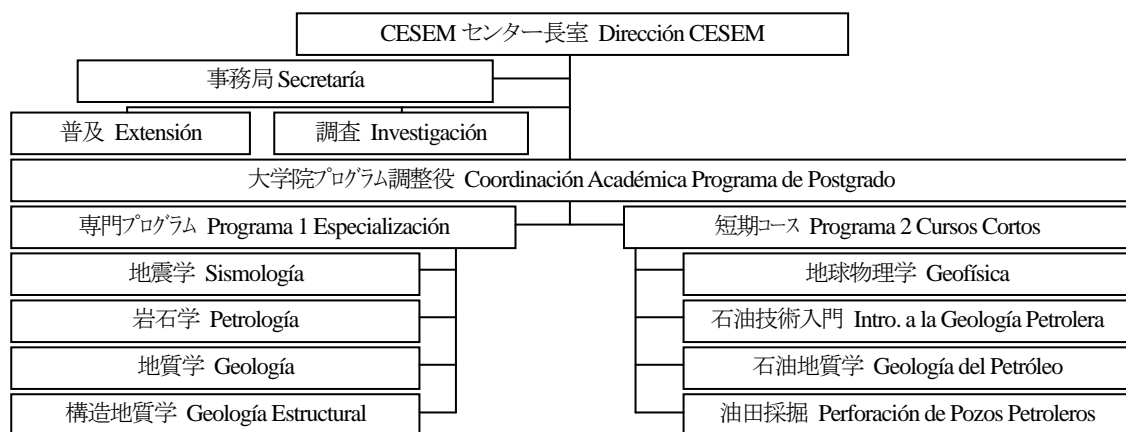 CESEM センター長室 Dirección CESEM
事務局 Secretaría
普及 Extensión
調査 Investigación
大学院プログラム調整役 Coordinación Académica Programa de Postgrado
専門プログラム Programa 1 Especialización
短期コース Programa 2 Cursos Cortos
地震学 Sismología
地球物理学 Geofísica
岩石学 Petrología
石油技術入門 Intro. a la Geología Petrolera
地質学 Geología
石油地質学 Geología del Petróleo
構造地質学 Geología Estructural
油田採掘 Perforación de Pozos Petroleros